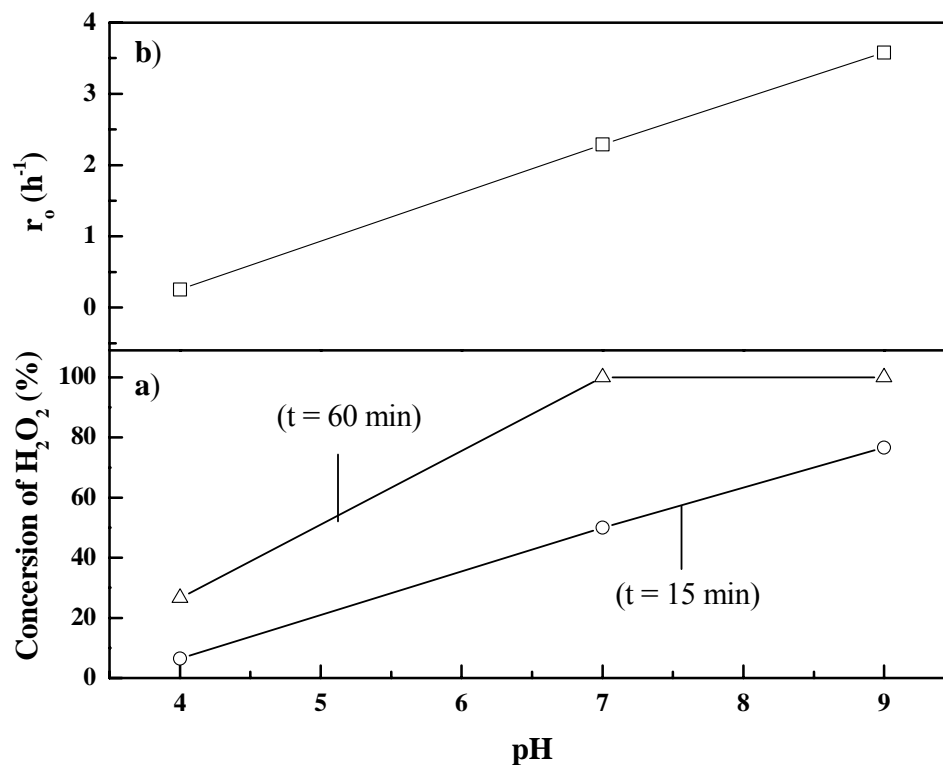 b)
4
3
2
1
0
r_o (h^-1)
a)
100
80
60
40
20
0
Concersion of H_2O_2 (%)
(t = 60 min)
(t = 15 min)
4 5 6 7 8 9
pH